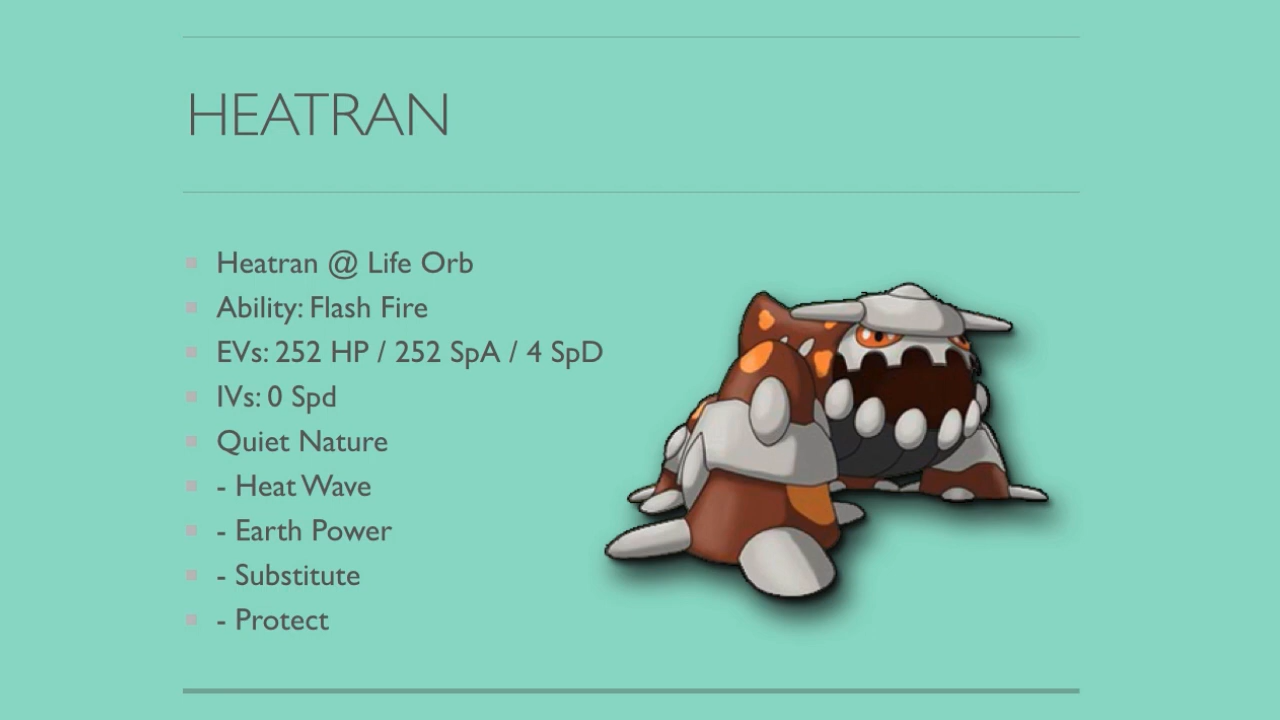 HEATRAN
Heatran @ Life Orb
Ability: Flash Fire
EVs: 252 HP / 252 SpA / 4 SpD
IVs: 0 Spd
Quiet Nature
- Heat Wave
- Earth Power
- Substitute
- Protect